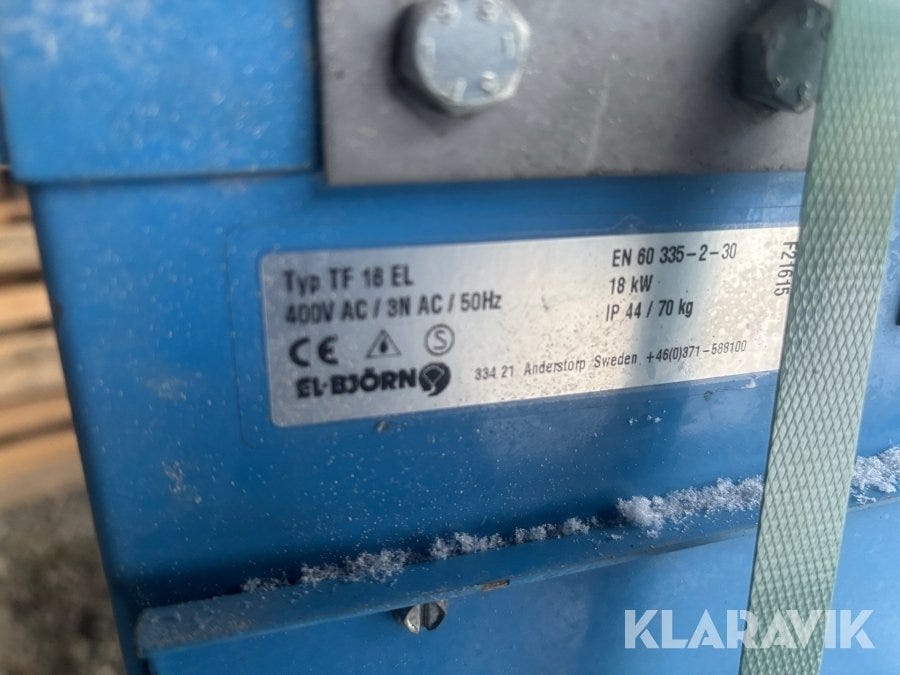 Typ TF 18 EL
400V AC / 3N AC / 50Hz
EN 60 335-2-30
18 kW
IP 44 / 70 kg
F21615
CE
S
EL-BJÖRN
334 21 Anderstorp Sweden +46(0)371-588100
KLARAVIK